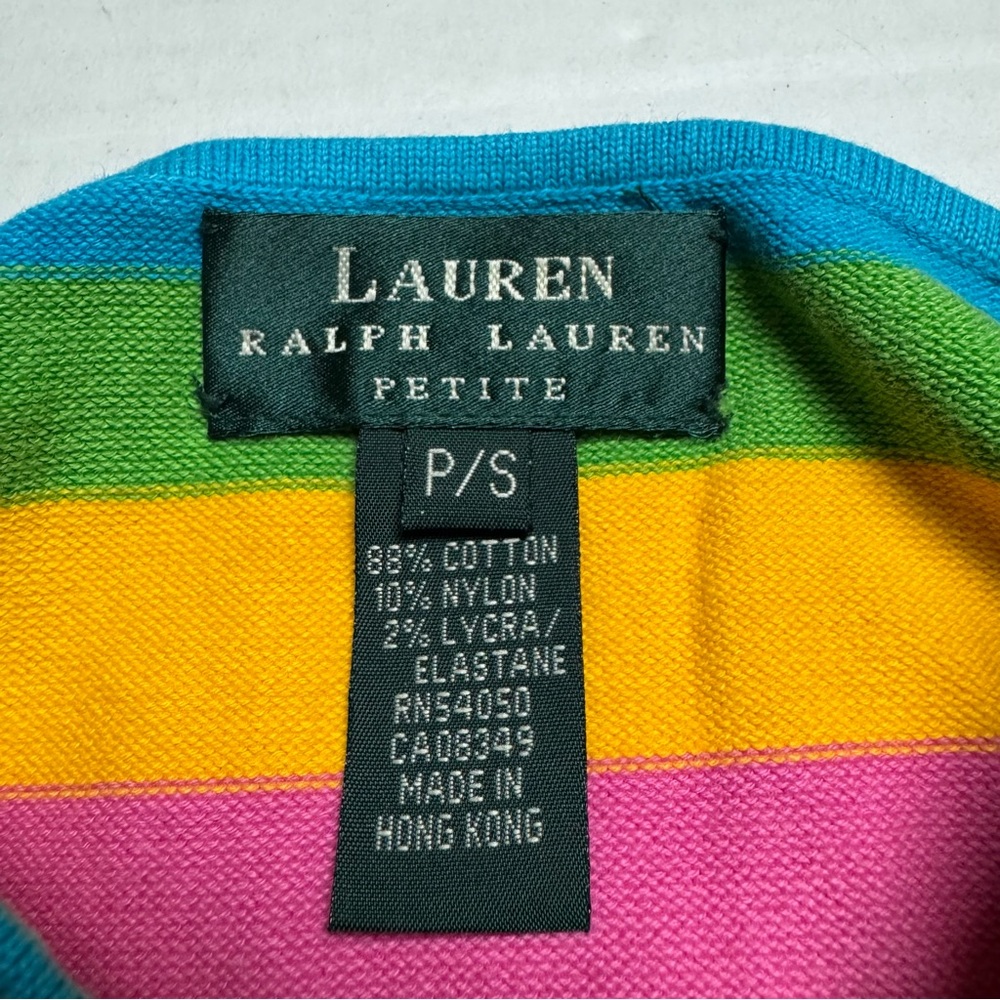 LAUREN
RALPH LAUREN
PETITE
P/S
88% COTTON
10% NYLON
2% LYCRA/
ELASTANE
RN54050
CA08349
MADE IN
HONG KONG